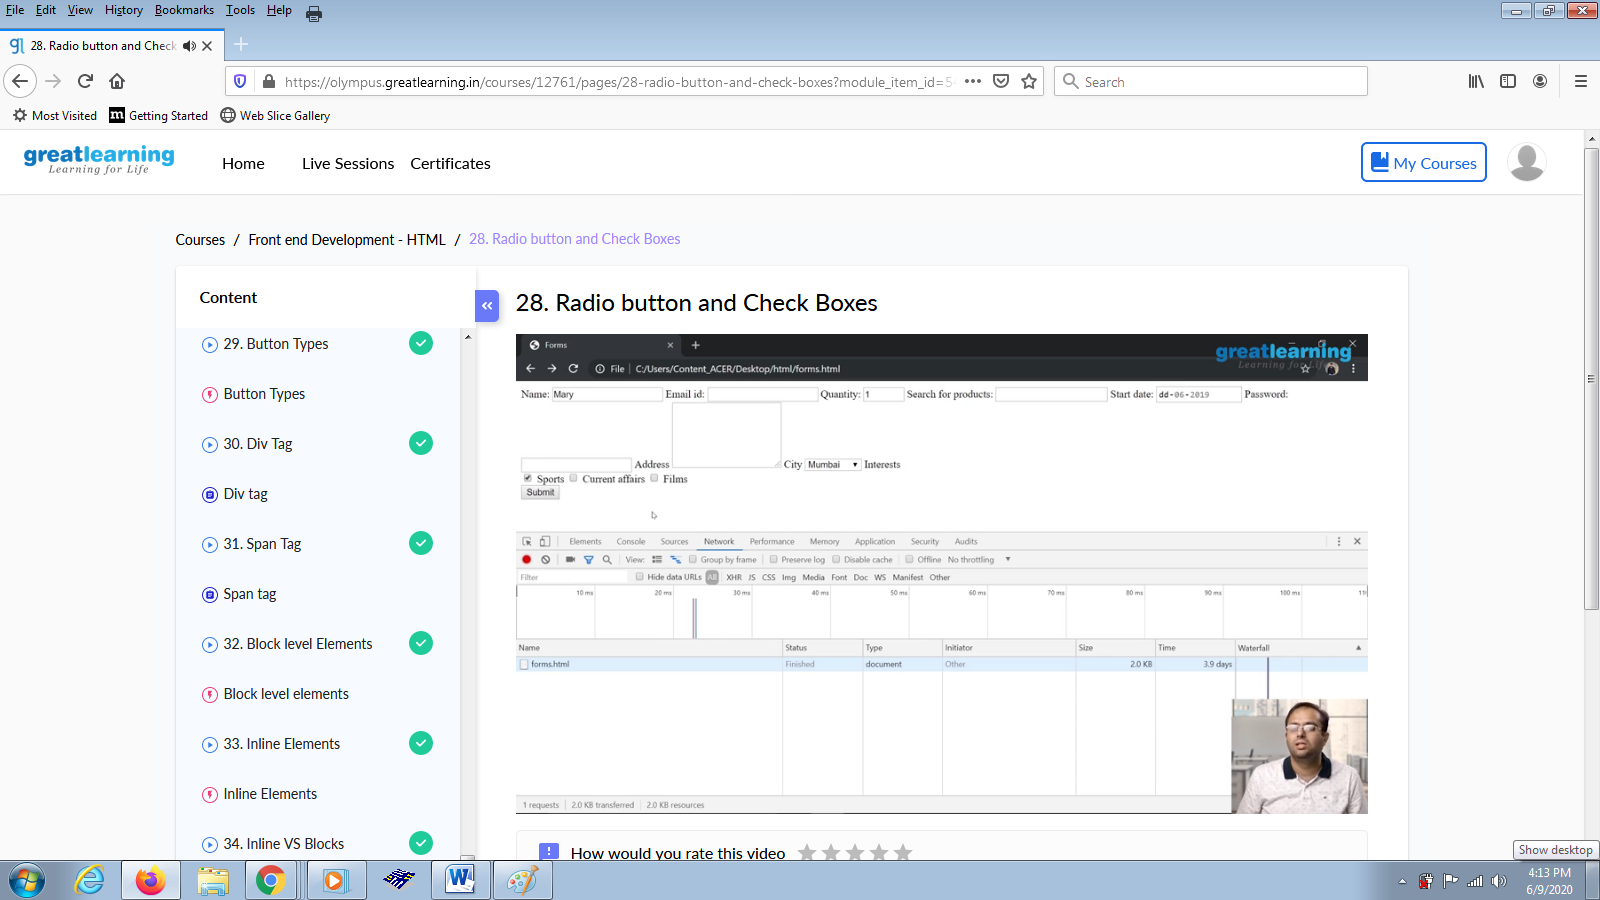 File Edit View History Bookmarks Tools Help
28. Radio button and Check
https://olympus.greatlearning.in/courses/12761/pages/28-radio-button-and-check-boxes?module_item_id=5
Search
Most Visited Getting Started Web Slice Gallery
greatlearning
Learning for Life
Home Live Sessions Certificates
My Courses
Courses / Front end Development - HTML / 28. Radio button and Check Boxes
Content
29. Button Types
Button Types
30. Div Tag
Div tag
31. Span Tag
Span tag
32. Block level Elements
Block level elements
33. Inline Elements
Inline Elements
34. Inline VS Blocks
28. Radio button and Check Boxes
Forms
greatlearning
Learning for Life
File | C:/Users/Content_ACER/Desktop/html/forms.html
Name: Mary Email id: Quantity: 1 Search for products: Start date: dd-06-2019 Password:
Address City Mumbai Interests
Sports Current affairs Films
Submit
Elements Console Sources Network Performance Memory Application Security Audits
View: Group by frame Preserve log Disable cache Offline No throttling
Filter Hide data URLs All XHR JS CSS Img Media Font Doc WS Manifest Other
10 ms 20 ms 30 ms 40 ms 50 ms 60 ms 70 ms 80 ms 90 ms 100 ms 11
Name Status Type Initiator Size Time Waterfall
forms.html Finished document Other 2.0 KB 3.9 days
1 requests | 2.0 KB transferred | 2.0 KB resources
How would you rate this video
Show desktop
4:13 PM
6/9/2020